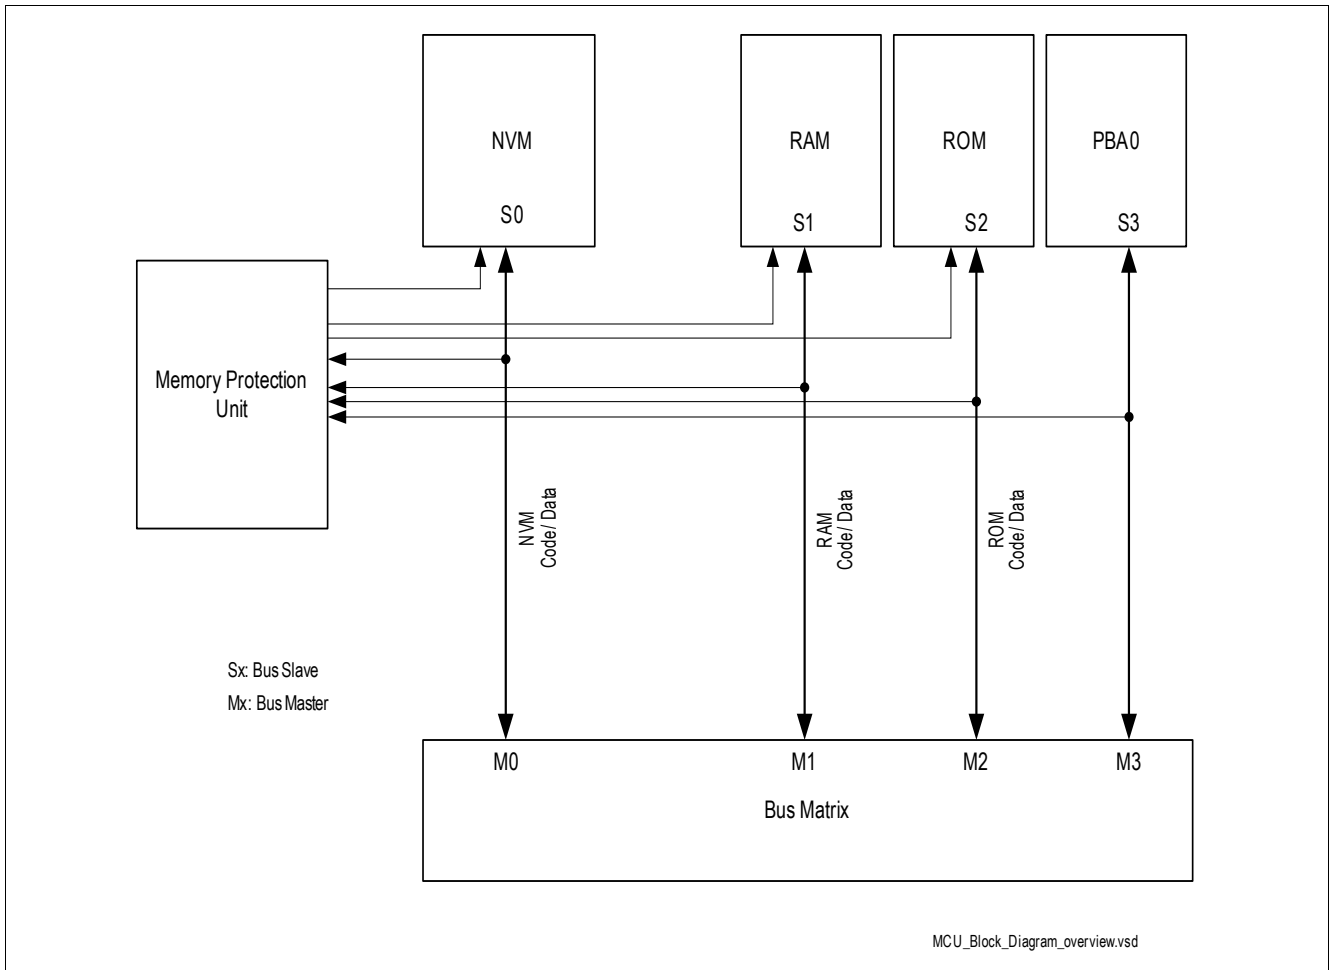 NVM
RAM
ROM
PBA0
S0
S1
S2
S3
Memory Protection
Unit
NVM
Code/ Data
RAM
Code/ Data
ROM
Code/ Data
Sx: Bus Slave
Mx: Bus Master
M0
M1
M2
M3
Bus Matrix
MCU_Block_Diagram_overview.vsd